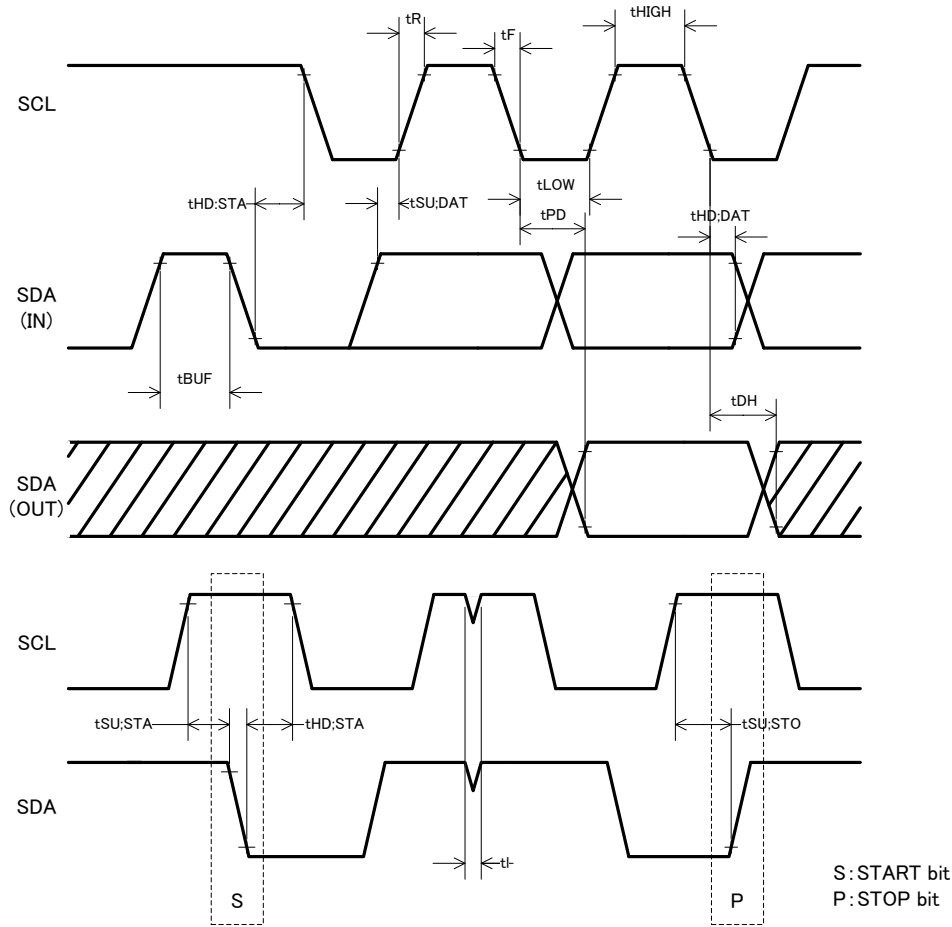 tR
tF
tHIGH
SCL
tHD:STA
tSU;DAT
tLOW
tPD
tHD;DAT
SDA
(IN)
tBUF
tDH
SDA
(OUT)
SCL
tSU;STA
tHD;STA
tSU;STO
SDA
tI
S
P
S:START bit
P:STOP bit